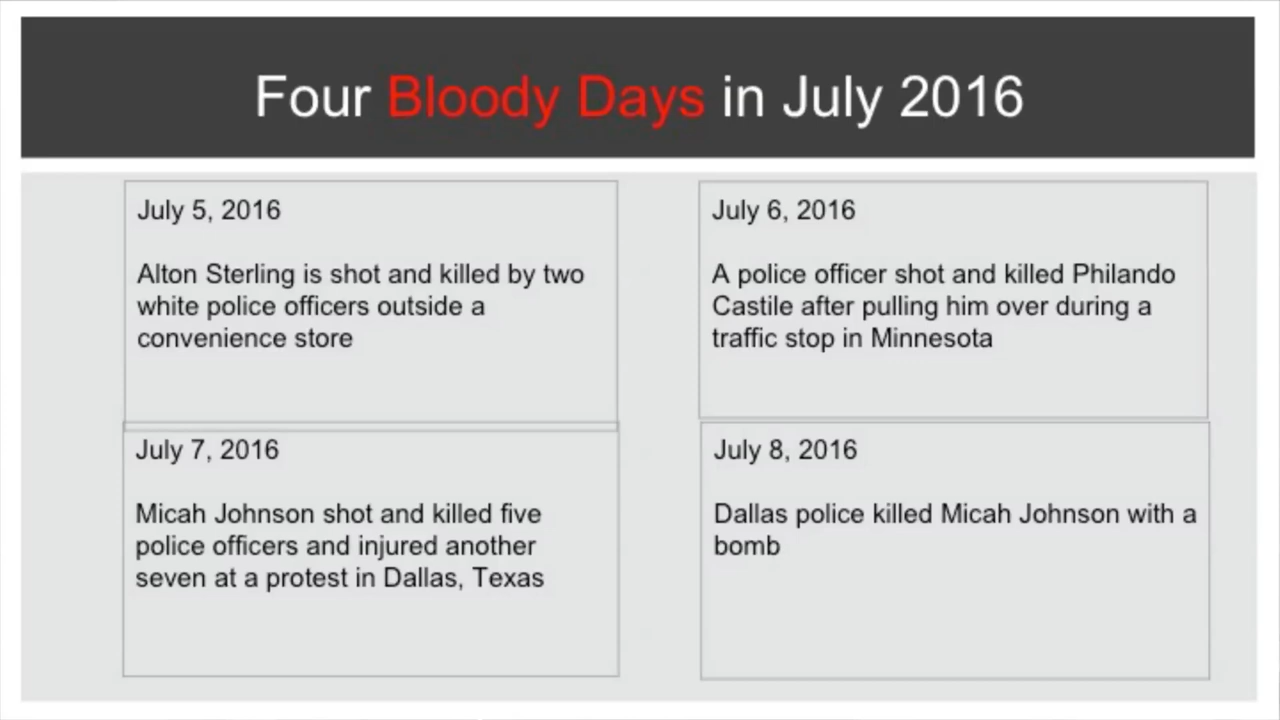 Four Bloody Days in July 2016
July 5, 2016
Alton Sterling is shot and killed by two
white police officers outside a
convenience store
July 6, 2016
A police officer shot and killed Philando
Castile after pulling him over during a
traffic stop in Minnesota
July 7, 2016
Micah Johnson shot and killed five
police officers and injured another
seven at a protest in Dallas, Texas
July 8, 2016
Dallas police killed Micah Johnson with a
bomb